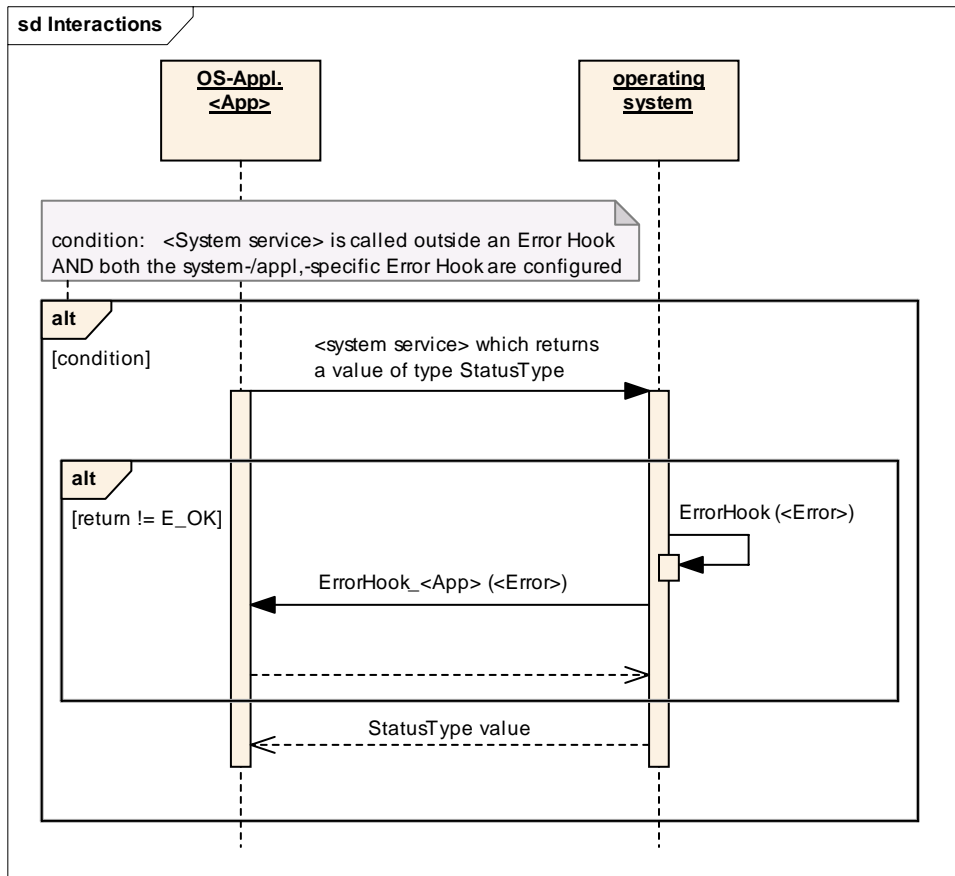 sd Interactions
OS-Appl.
<App>
operating
system
condition: <System service> is called outside an Error Hook
AND both the system-/appl,-specific Error Hook are configured
alt
[condition]
<system service> which returns
a value of type StatusType
alt
[return != E_OK]
ErrorHook (<Error>)
ErrorHook_<App> (<Error>)
StatusType value